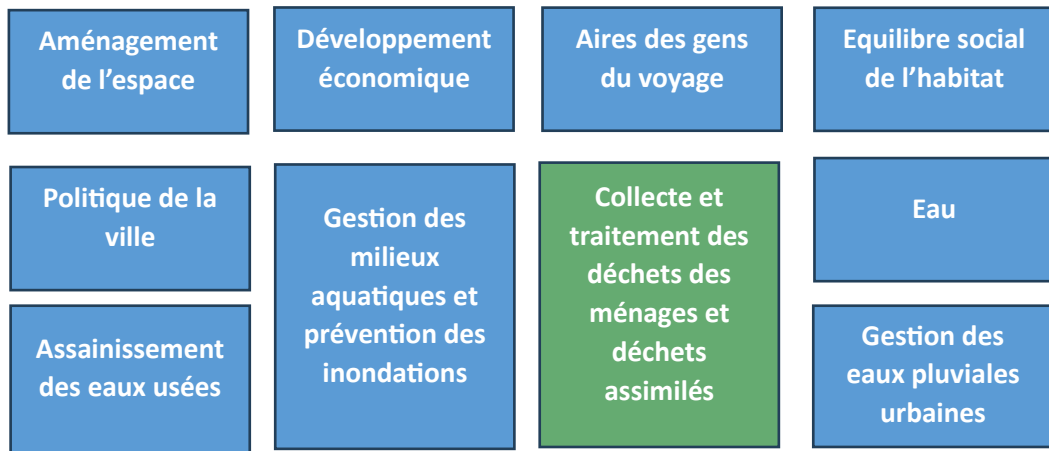 Aménagement
de l’espace
Développement
économique
Aires des gens
du voyage
Equilibre social
de l’habitat
Politique de la
ville
Gestion des
milieux
aquatiques et
prévention des
inondations
Collecte et
traitement des
déchets des
ménages et
déchets
assimilés
Eau
Assainissement
des eaux usées
Gestion des
eaux pluviales
urbaines